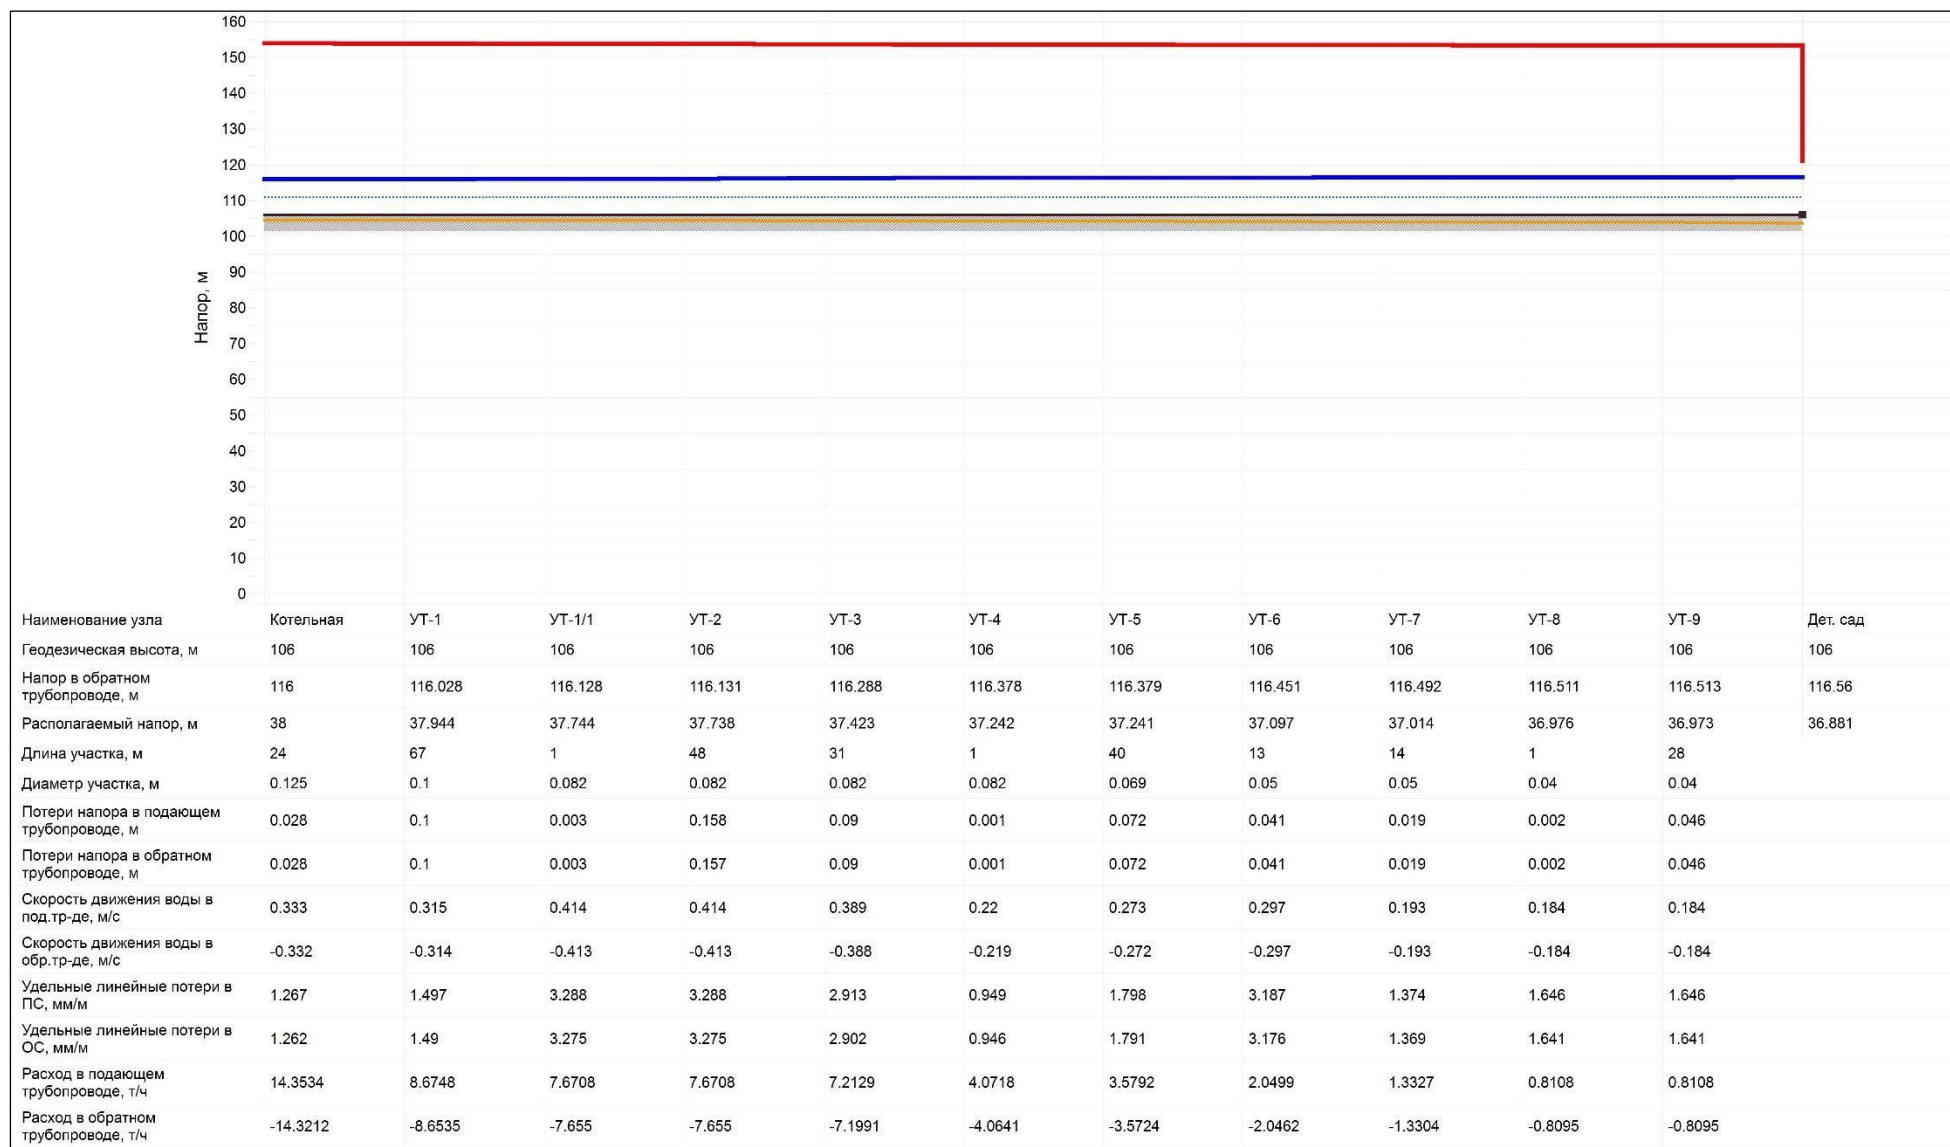 160
150
140
130
120
110
100
90
80
70
60
50
40
30
20
10
0
Напор, м
Наименование узла Котельная УТ-1 УТ-1/1 УТ-2 УТ-3 УТ-4 УТ-5 УТ-6 УТ-7 УТ-8 УТ-9 Дет. сад
Геодезическая высота, м 106 106 106 106 106 106 106 106 106 106 106 106
Напор в обратном
трубопроводе, м 116 116.028 116.128 116.131 116.288 116.378 116.379 116.451 116.492 116.511 116.513 116.56
Располагаемый напор, м 38 37.944 37.744 37.738 37.423 37.242 37.241 37.097 37.014 36.976 36.973 36.881
Длина участка, м 24 67 1 48 31 1 40 13 14 1 28
Диаметр участка, м 0.125 0.1 0.082 0.082 0.082 0.082 0.069 0.05 0.05 0.04 0.04
Потери напора в подающем
трубопроводе, м 0.028 0.1 0.003 0.158 0.09 0.001 0.072 0.041 0.019 0.002 0.046
Потери напора в обратном
трубопроводе, м 0.028 0.1 0.003 0.157 0.09 0.001 0.072 0.041 0.019 0.002 0.046
Скорость движения воды в
под.тр-де, м/с 0.333 0.315 0.414 0.414 0.389 0.22 0.273 0.297 0.193 0.184 0.184
Скорость движения воды в
обр.тр-де, м/с -0.332 -0.314 -0.413 -0.413 -0.388 -0.219 -0.272 -0.297 -0.193 -0.184 -0.184
Удельные линейные потери в
ПС, мм/м 1.267 1.497 3.288 3.288 2.913 0.949 1.798 3.187 1.374 1.646 1.646
Удельные линейные потери в
ОС, мм/м 1.262 1.49 3.275 3.275 2.902 0.946 1.791 3.176 1.369 1.641 1.641
Расход в подающем
трубопроводе, т/ч 14.3534 8.6748 7.6708 7.6708 7.2129 4.0718 3.5792 2.0499 1.3327 0.8108 0.8108
Расход в обратном
трубопроводе, т/ч -14.3212 -8.6535 -7.655 -7.655 -7.1991 -4.0641 -3.5724 -2.0462 -1.3304 -0.8095 -0.8095